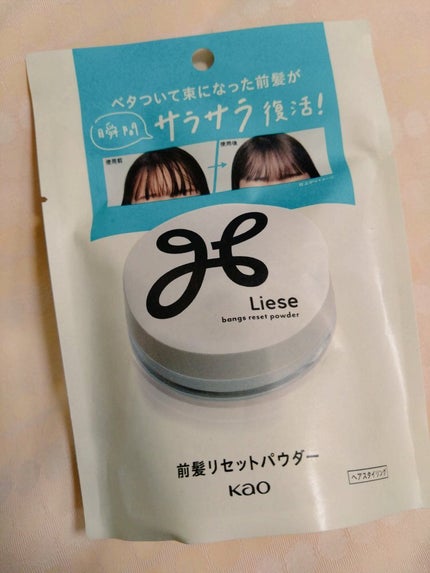 ベタついて束になった前髪が
瞬間 サラサラ復活!
使用前
使用後
Liese
bangs reset powder
前髪リセットパウダー
ヘアスタイリング
Kao